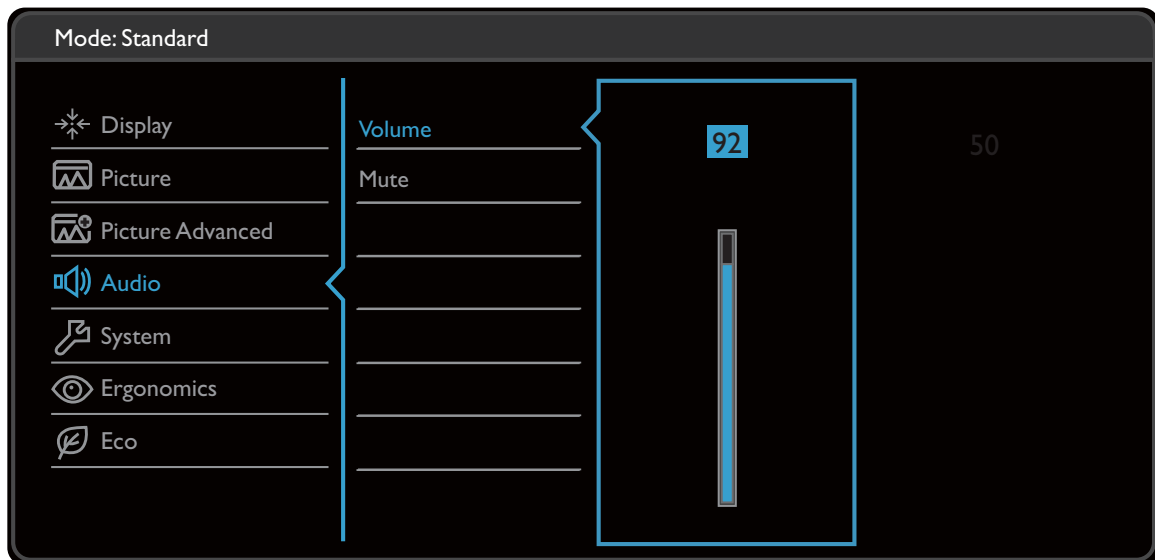 Mode: Standard
Display
Picture
Picture Advanced
Audio
System
Ergonomics
Eco
Volume
Mute
92
50